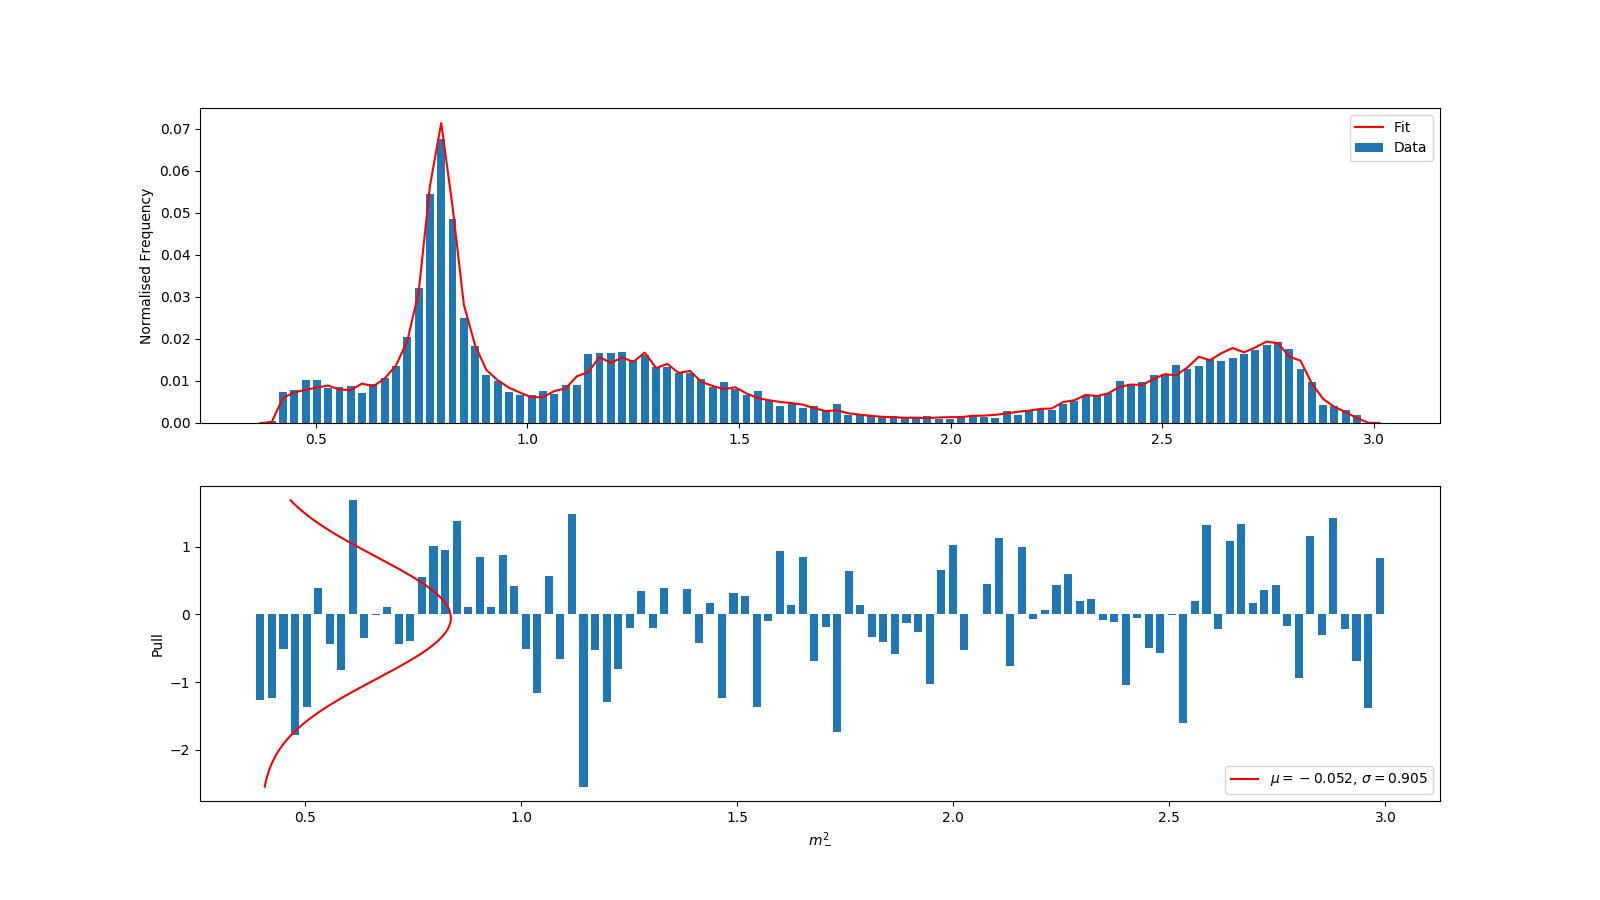 Normalised Frequency
0.07
0.06
0.05
0.04
0.03
0.02
0.01
0.00
Fit
Data
0.5 1.0 1.5 2.0 2.5 3.0
Pull
1
0
−1
−2
μ = −0.052, σ = 0.905
0.5 1.0 1.5 2.0 2.5 3.0
m²₋